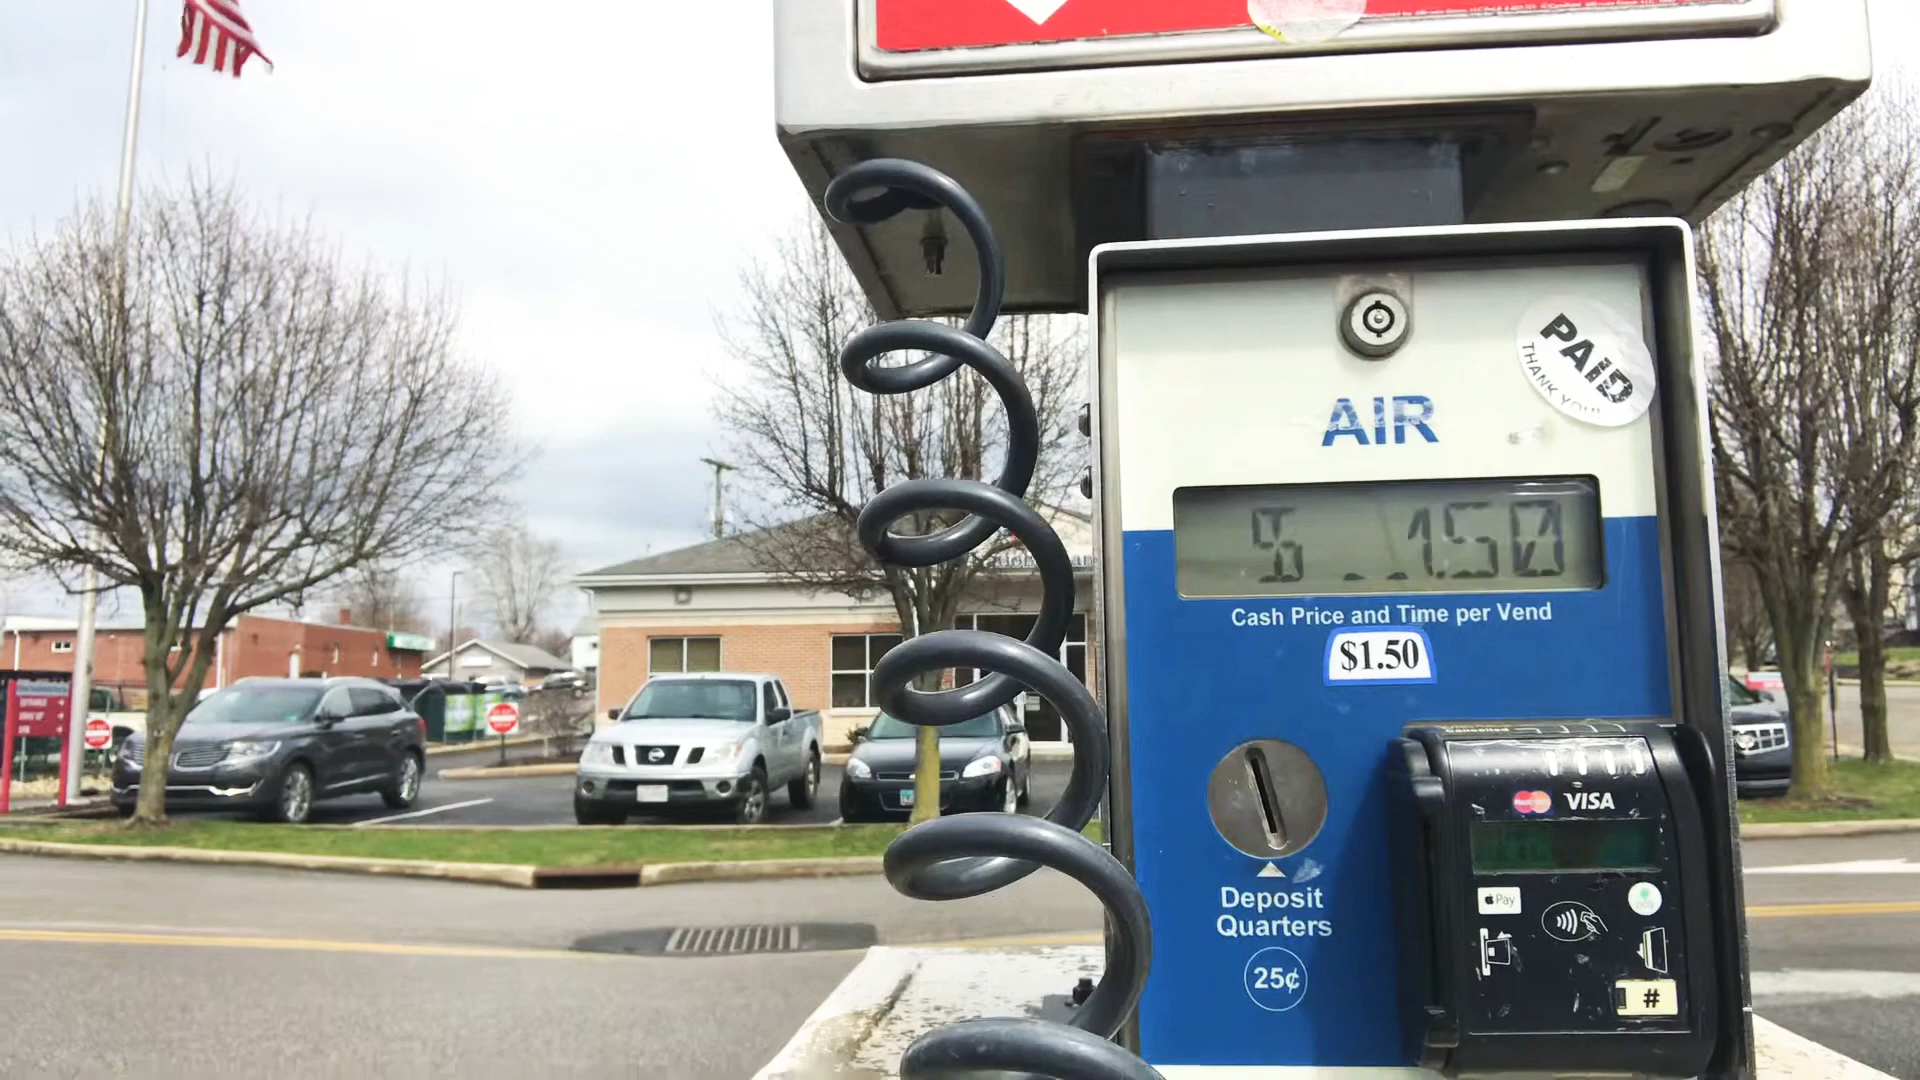 PAID
THANK YOU!
AIR
$ 1.50
Cash Price and Time per Vend
$1.50
Cancelled
VISA
Deposit
Quarters
25¢
Pay
#